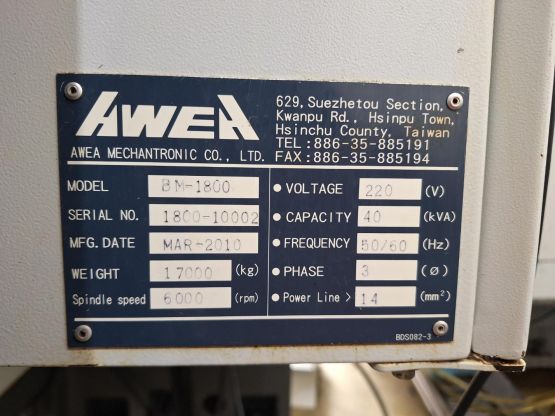 AWEA
629, Suezhetou Section,
Kwanpu Rd., Hsinpu Town,
Hsinchu County, Taiwan
TEL:886-35-885191
FAX:886-35-885194
AWEA MECHANTRONIC CO., LTD.
MODEL BM-1800
SERIAL NO. 1800-10002
MFG. DATE MAR-2010
WEIGHT 17000 (kg)
Spindle speed 6000 (rpm)
• VOLTAGE 220 (V)
• CAPACITY 40 (kVA)
• FREQUENCY 50/60 (Hz)
• PHASE 3 (Ø)
• Power Line > 14 (mm²)
BDS082-3